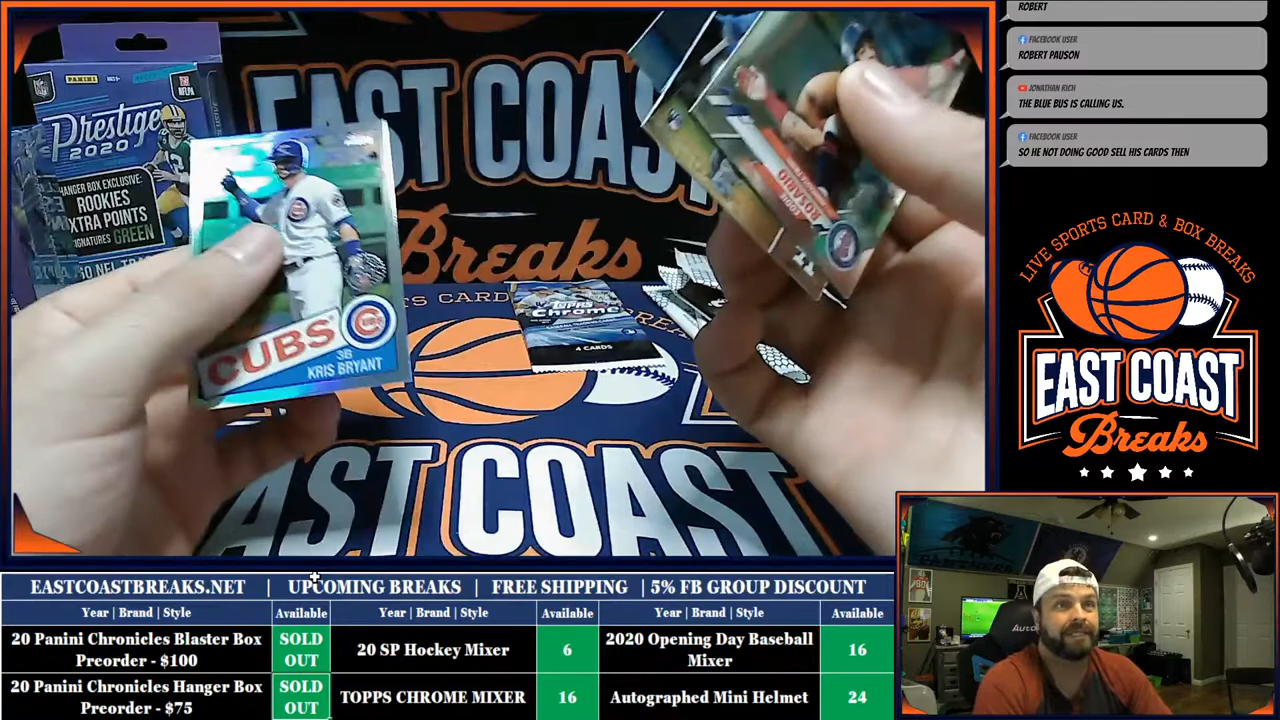 PANINI
Prestige
2020
HANGER BOX EXCLUSIVE:
ROOKIES
XTRA POINTS
SIGNATURES GREEN
EAST COAST
Breaks
CUBS
3B
KRIS BRYANT
EDDIE
ROSARIO
TOPPS
Chrome
4 CARDS
EAST COAST
ROBERT
FACEBOOK USER
ROBERT PAUSON
JONATHAN RICH
THE BLUE BUS IS CALLING US.
FACEBOOK USER
SO HE NOT DOING GOOD SELL HIS CARDS THEN
LIVE SPORTS CARD & BOX BREAKS
EAST COAST
Breaks
EASTCOASTBREAKS.NET | UPCOMING BREAKS | FREE SHIPPING | 5% FB GROUP DISCOUNT
Year | Brand | Style Available Year | Brand | Style Available Year | Brand | Style Available
20 Panini Chronicles Blaster Box Preorder - $100 SOLD OUT 20 SP Hockey Mixer 6 2020 Opening Day Baseball Mixer 16
20 Panini Chronicles Hanger Box Preorder - $75 SOLD OUT TOPPS CHROME MIXER 16 Autographed Mini Helmet 24